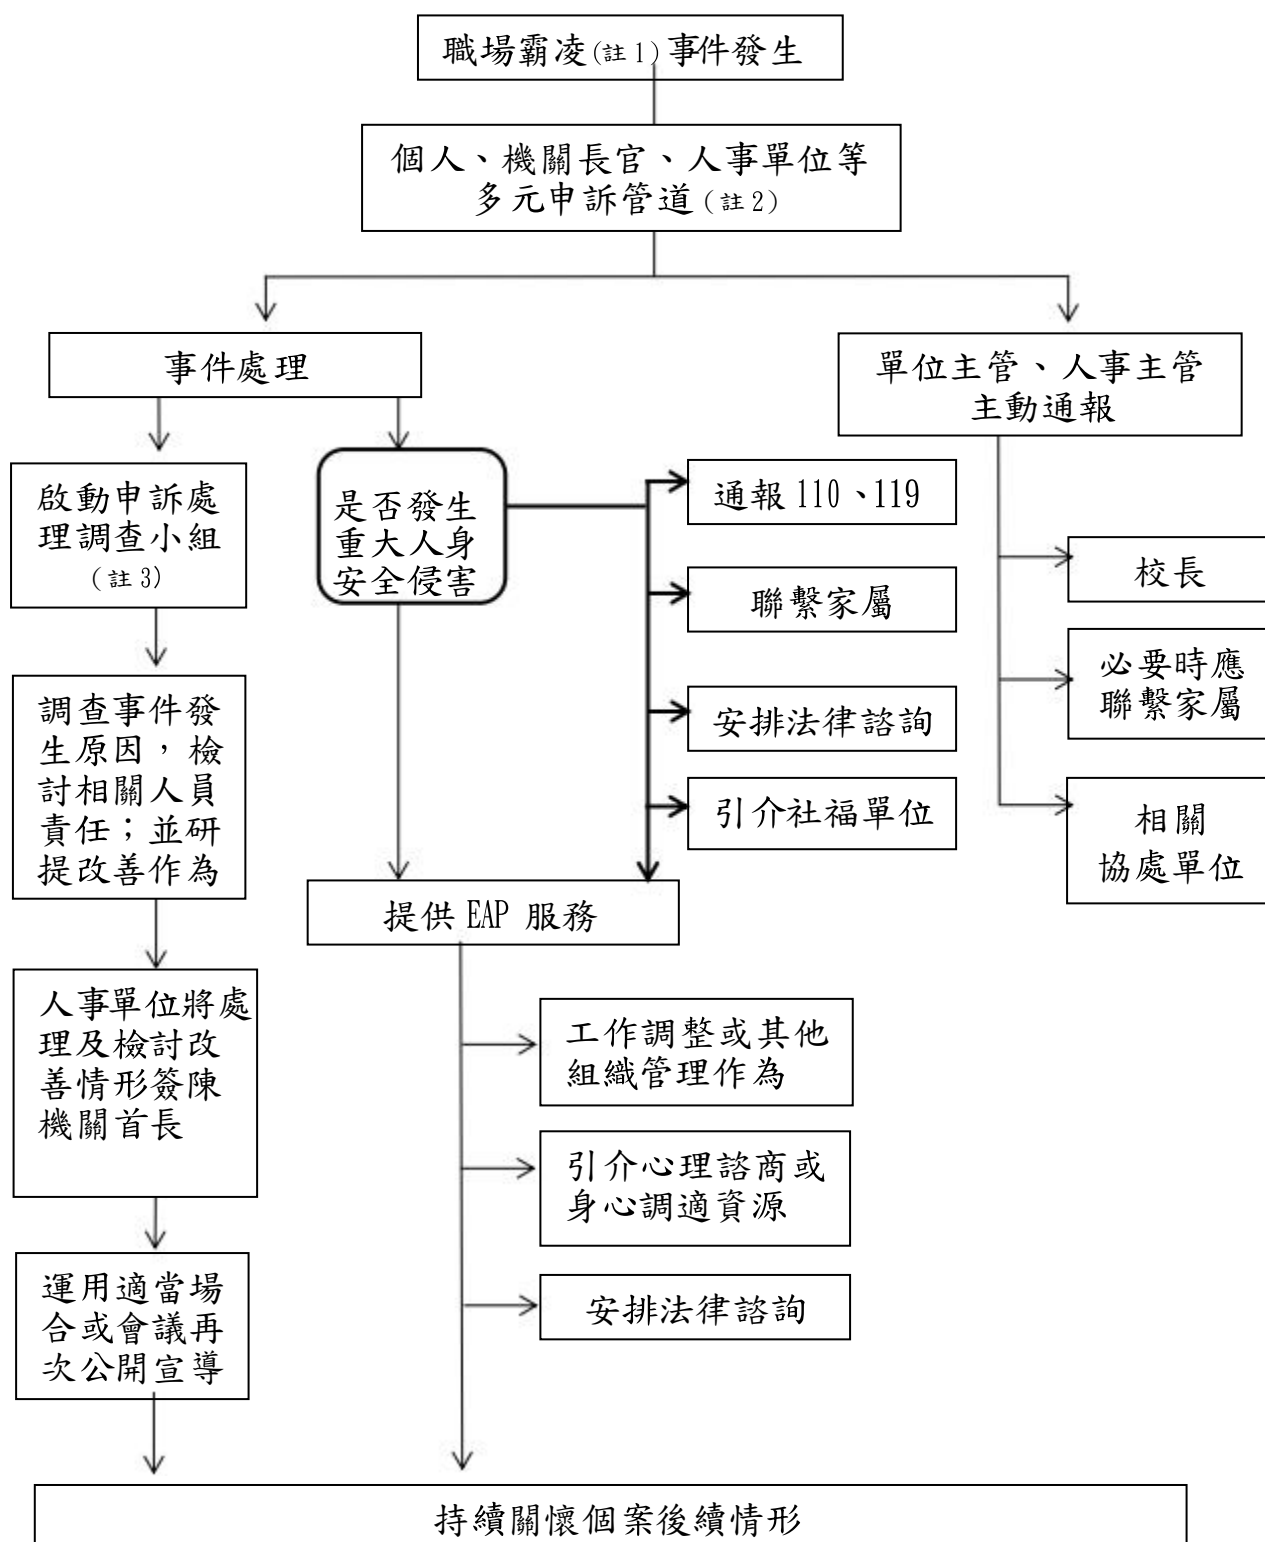 職場霸凌(註1)事件發生
個人、機關長官、人事單位等
多元申訴管道(註2)
事件處理
單位主管、人事主管
主動通報
啟動申訴處
理調查小組
(註3)
是否發生
重大人身
安全侵害
通報 110、119
聯繫家屬
安排法律諮詢
引介社福單位
校長
必要時應
聯繫家屬
相關
協處單位
調查事件發
生原因，檢
討相關人員
責任；並研
提改善作為
提供 EAP 服務
人事單位將處
理及檢討改
善情形簽陳
機關首長
工作調整或其他
組織管理作為
引介心理諮商或
身心調適資源
安排法律諮詢
運用適當場
合或會議再
次公開宣導
持續關懷個案後續情形